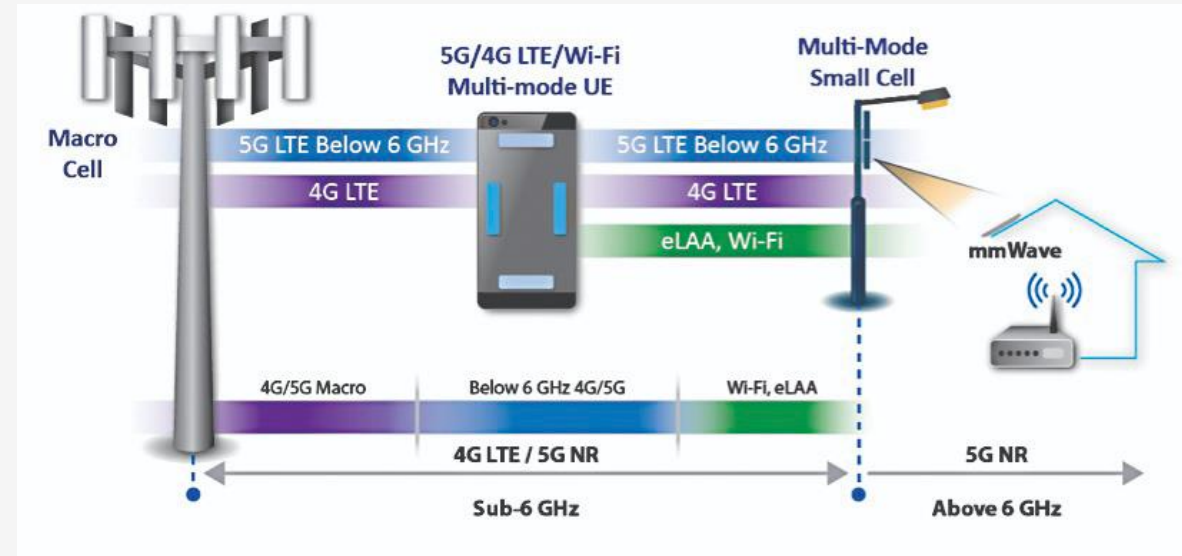 5G/4G LTE/Wi-Fi
Multi-mode UE
Multi-Mode
Small Cell
Macro
Cell
5G LTE Below 6 GHz
5G LTE Below 6 GHz
4G LTE
4G LTE
eLAA, Wi-Fi
mmWave
4G/5G Macro
Below 6 GHz 4G/5G
Wi-Fi, eLAA
4G LTE / 5G NR
5G NR
Sub-6 GHz
Above 6 GHz